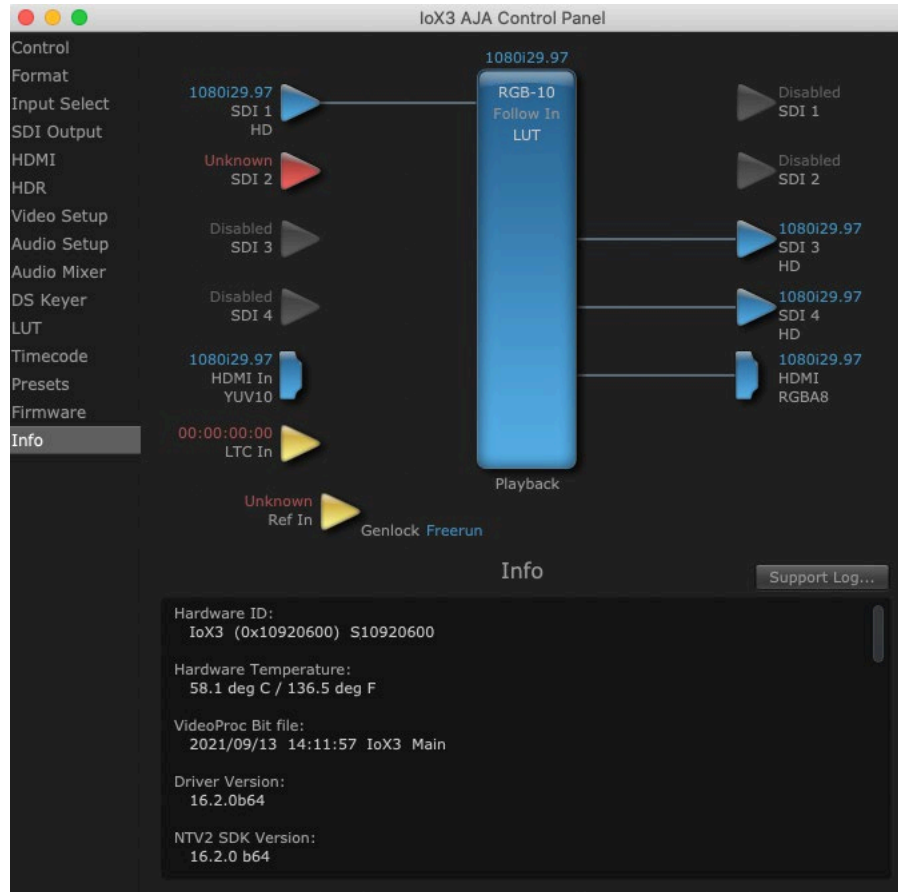 IoX3 AJA Control Panel
Control
Format
Input Select
SDI Output
HDMI
HDR
Video Setup
Audio Setup
Audio Mixer
DS Keyer
LUT
Timecode
Presets
Firmware
Info
1080i29.97
SDI 1
HD
Unknown
SDI 2
Disabled
SDI 3
Disabled
SDI 4
1080i29.97
HDMI In
YUV10
00:00:00:00
LTC In
Unknown
Ref In
Genlock Freerun
1080i29.97
RGB-10
Follow In
LUT
Playback
Disabled
SDI 1
Disabled
SDI 2
1080i29.97
SDI 3
HD
1080i29.97
SDI 4
HD
1080i29.97
HDMI
RGBA8
Info
Support Log...
Hardware ID:
IoX3 (0x10920600) S10920600
Hardware Temperature:
58.1 deg C / 136.5 deg F
VideoProc Bit file:
2021/09/13 14:11:57 IoX3 Main
Driver Version:
16.2.0b64
NTV2 SDK Version:
16.2.0 b64